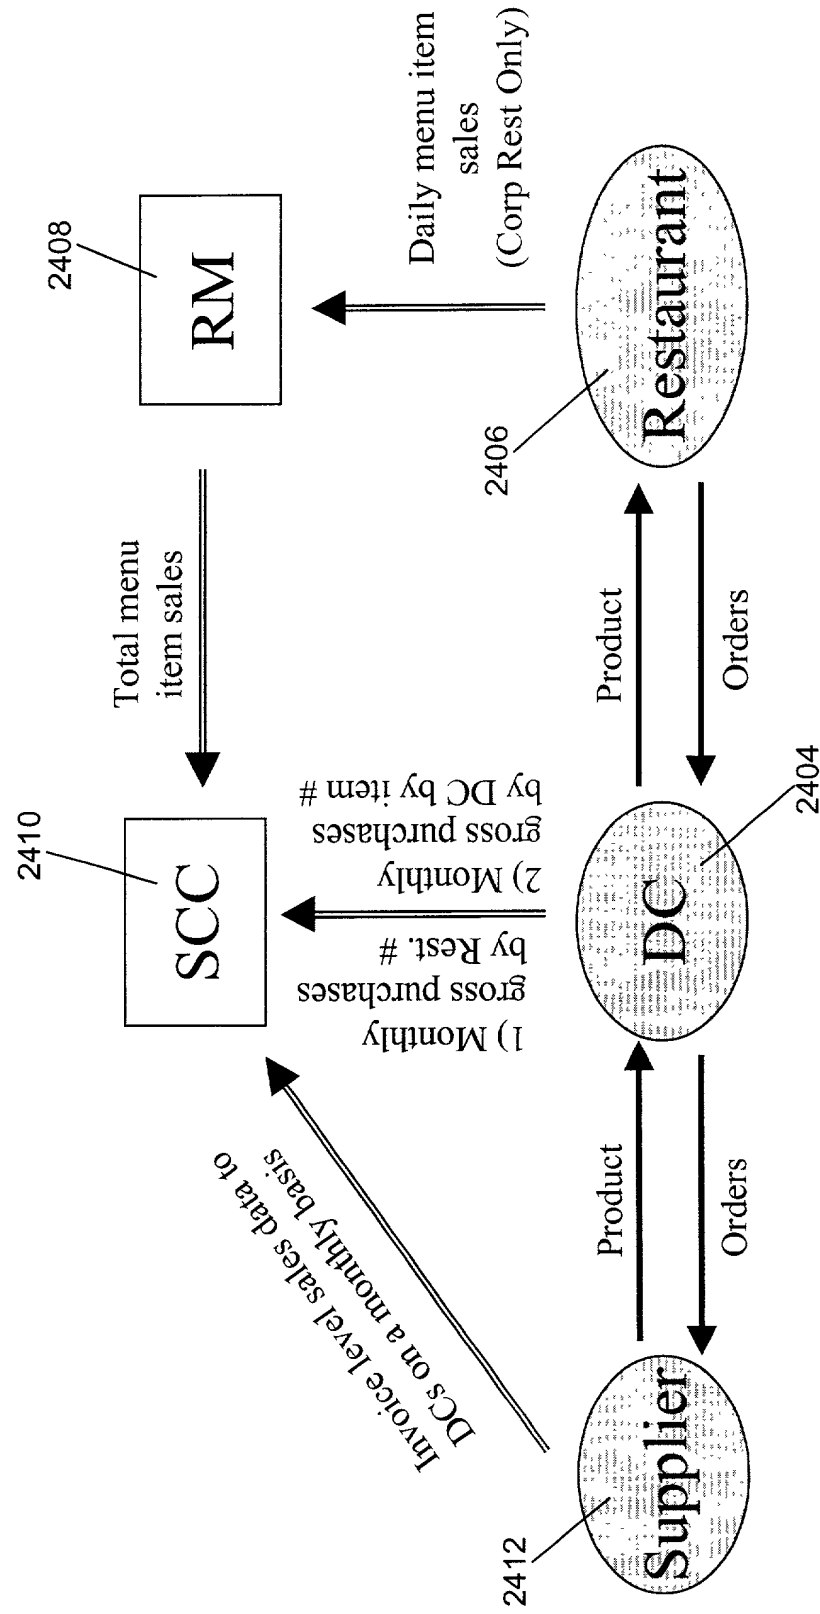 2410
SCC
Total menu
item sales
2408
RM
Invoice level sales data to
DCs on a monthly basis
1) Monthly
gross purchases
by Rest. #
2) Monthly
gross purchases
by DC by item #
Daily menu item
sales
(Corp Rest Only)
2412
Supplier
Product
Orders
DC
2404
Product
Orders
2406
Restaurant